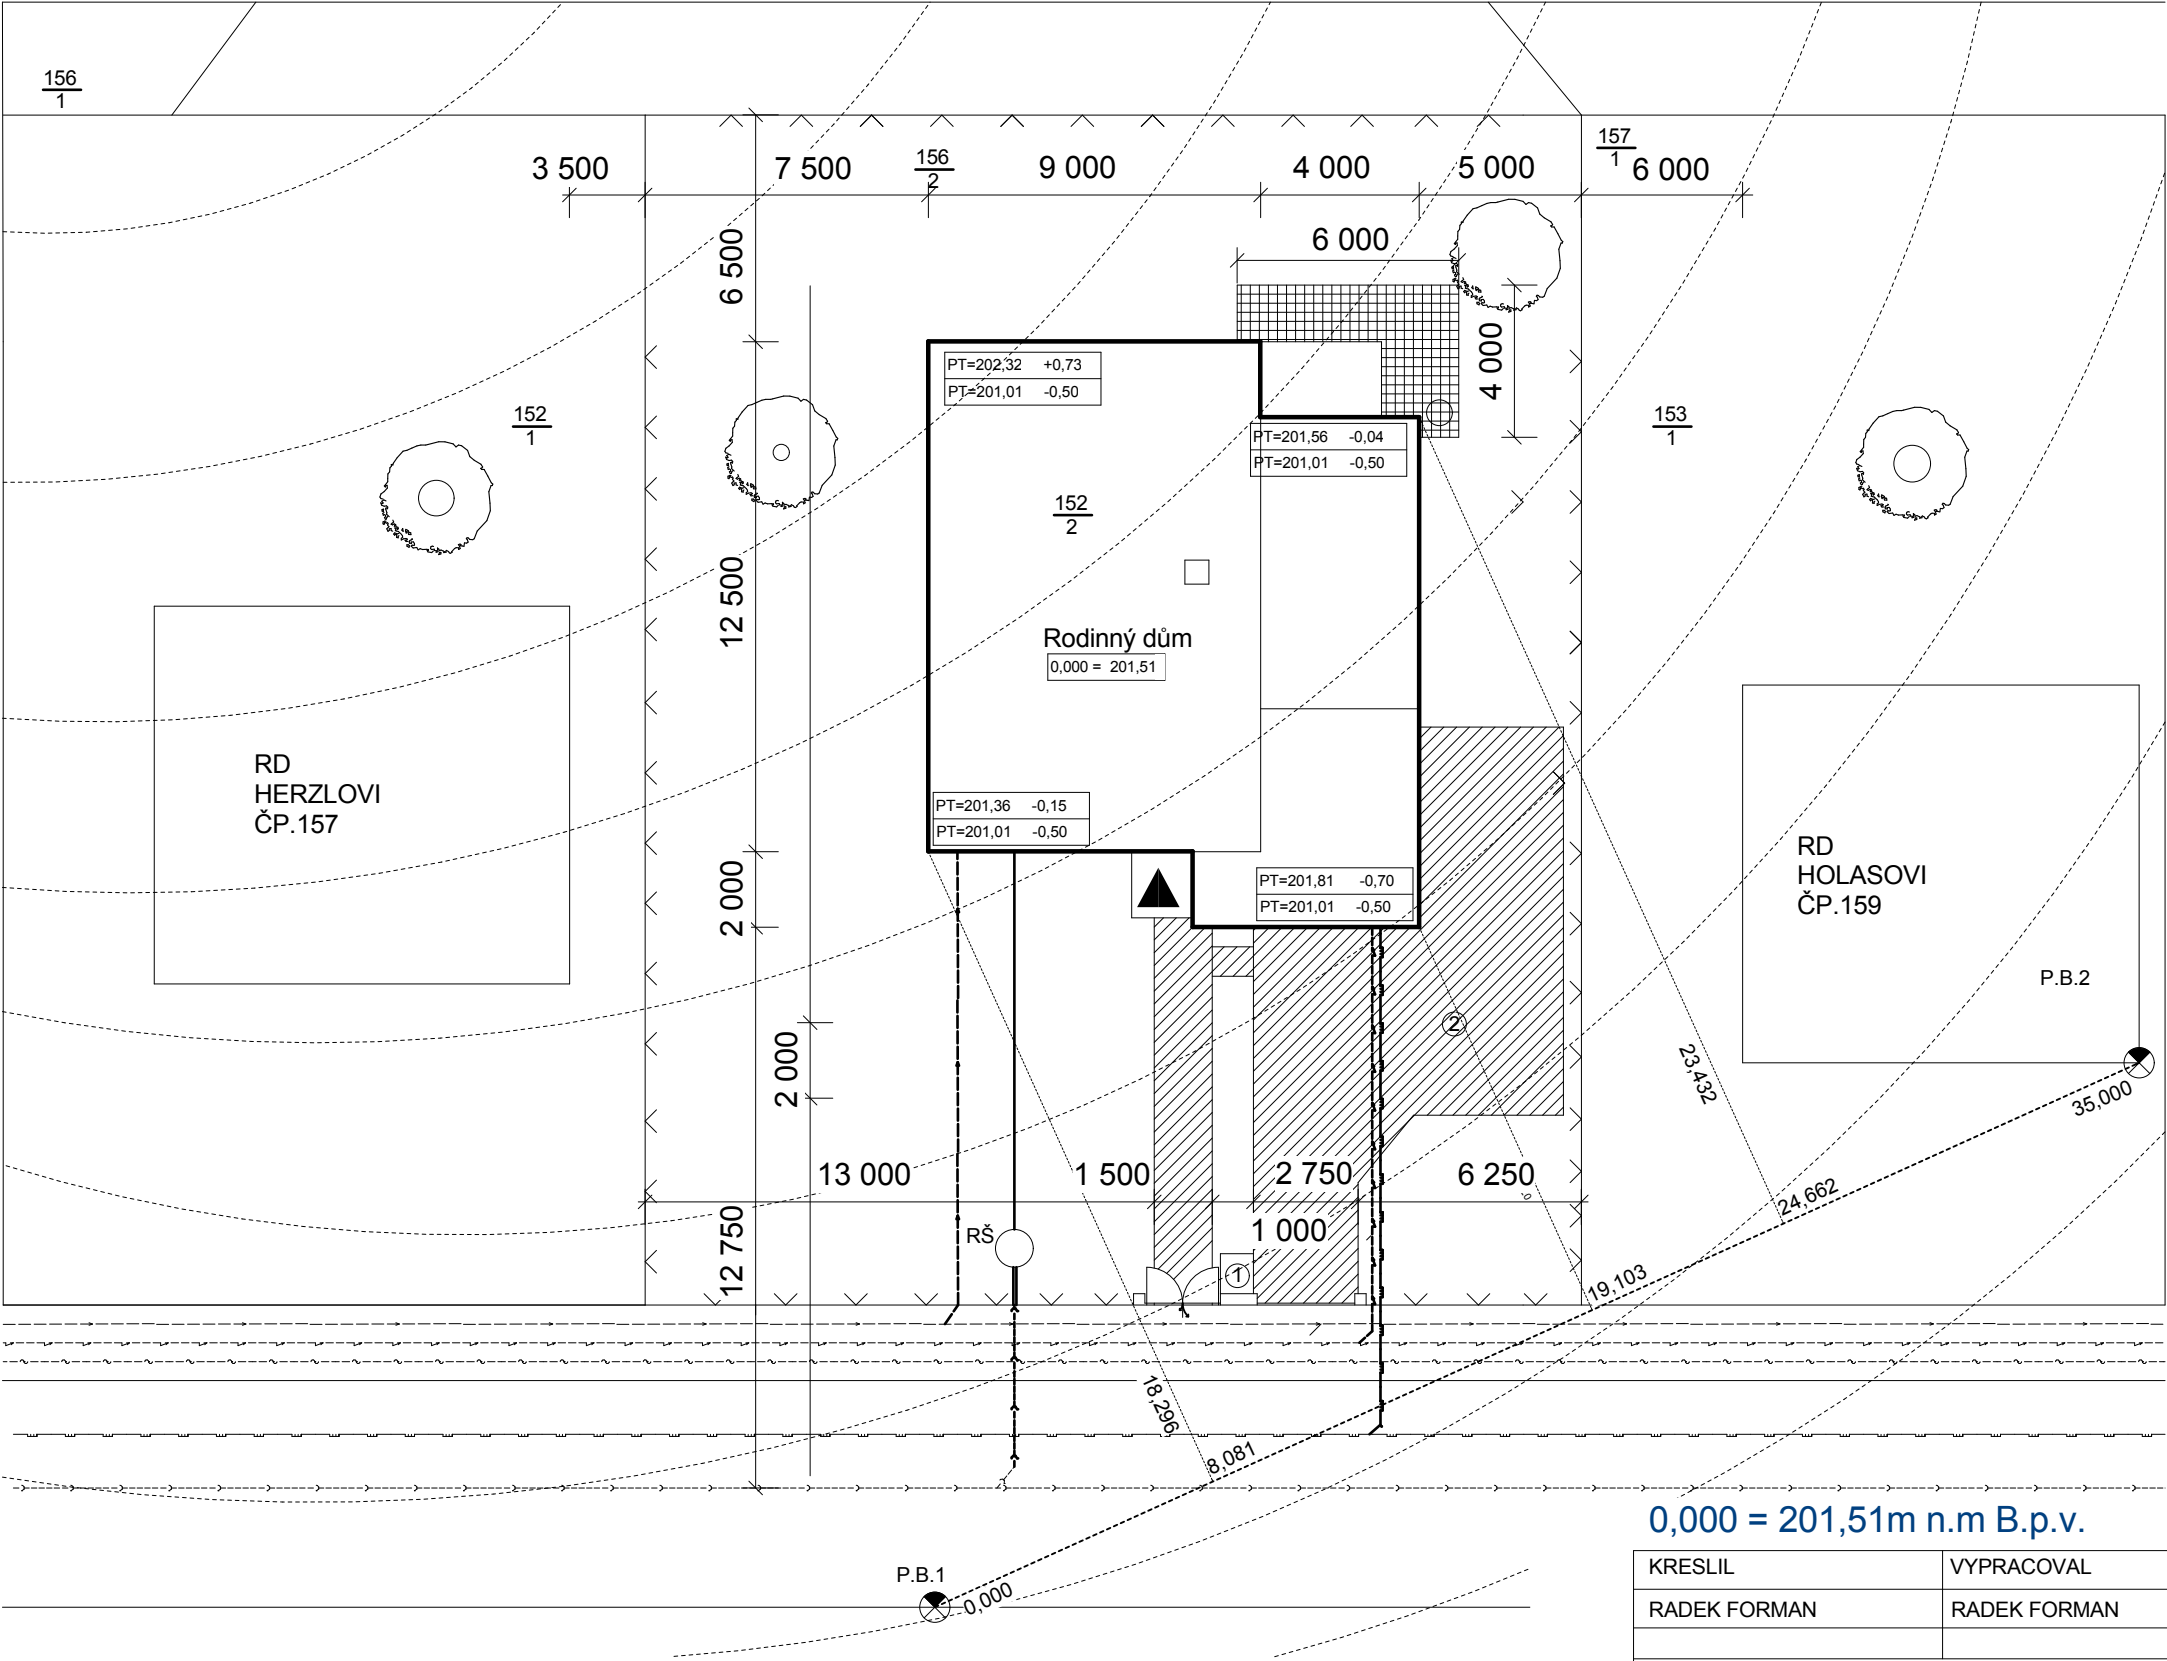 156
1
3 500
7 500
156
2
9 000
4 000
5 000
157
1
6 000
6 500
6 000
4 000
PT=202,32 +0,73
PT=201,01 -0,50
152
1
PT=201,56 -0,04
PT=201,01 -0,50
153
1
152
2
12 500
Rodinný dům
0,000 = 201,51
RD
HERZLOVI
ČP.157
PT=201,36 -0,15
PT=201,01 -0,50
RD
HOLASOVI
ČP.159
2 000
PT=201,81 -0,70
PT=201,01 -0,50
P.B.2
2
2 000
23,432
35,000
13 000
1 500
2 750
6 250
24,662
12 750
RŠ
1 000
1
19,103
18,296
8,081
0,000 = 201,51m n.m B.p.v.
P.B.1
0,000
KRESLIL
VYPRACOVAL
RADEK FORMAN
RADEK FORMAN